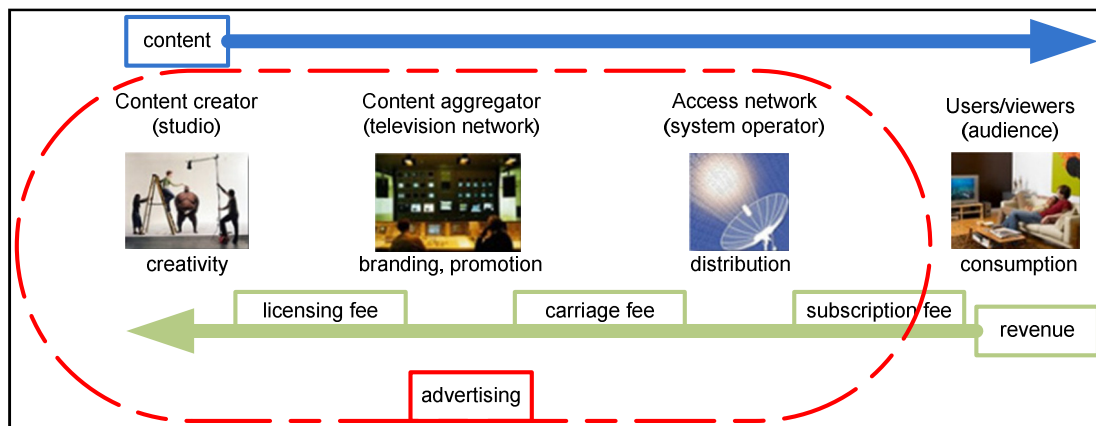 content
Content creator
(studio)
Content aggregator
(television network)
Access network
(system operator)
Users/viewers
(audience)
creativity
branding, promotion
distribution
consumption
licensing fee
carriage fee
subscription fee
revenue
advertising